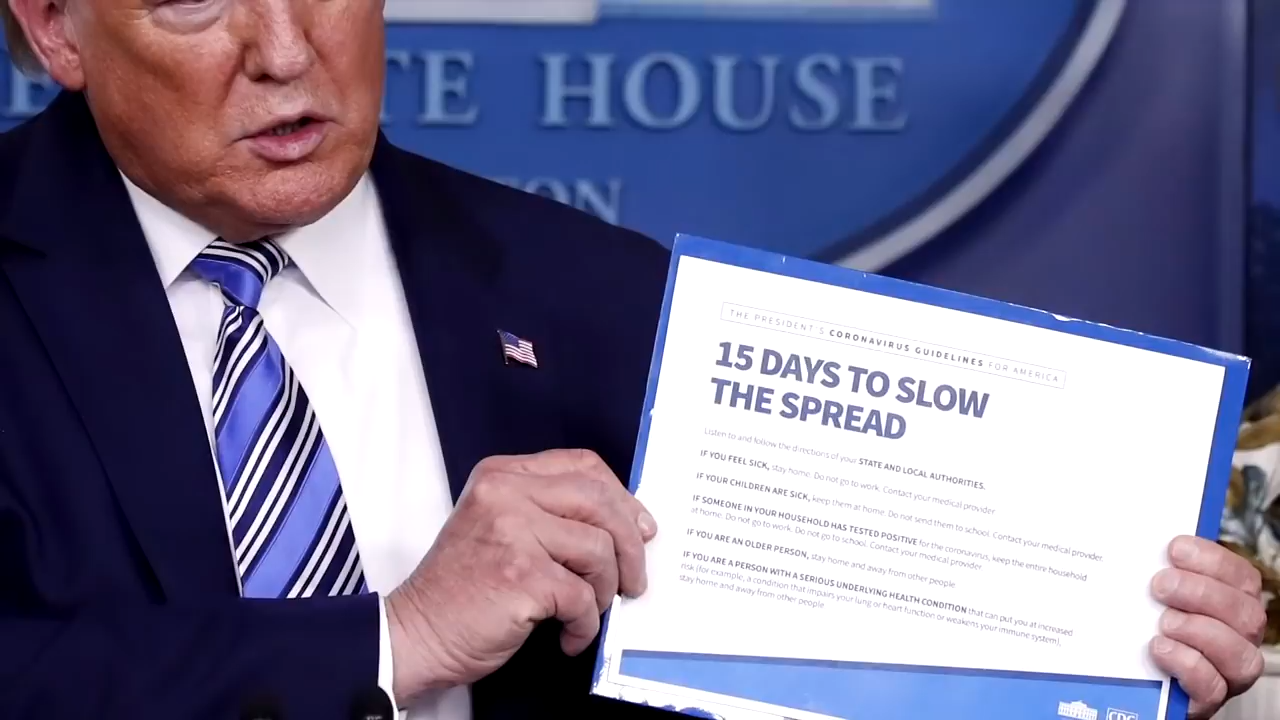 TE HOUSE
ON
THE PRESIDENT'S CORONAVIRUS GUIDELINES FOR AMERICA
15 DAYS TO SLOW
THE SPREAD
Listen to and follow the directions of your STATE AND LOCAL AUTHORITIES.
IF YOU FEEL SICK, stay home. Do not go to work. Contact your medical provider.
IF YOUR CHILDREN ARE SICK, keep them at home. Do not send them to school. Contact your medical provider.
IF SOMEONE IN YOUR HOUSEHOLD HAS TESTED POSITIVE for the coronavirus, keep the entire household
at home. Do not go to work. Do not go to school. Contact your medical provider.
IF YOU ARE AN OLDER PERSON, stay home and away from other people.
IF YOU ARE A PERSON WITH A SERIOUS UNDERLYING HEALTH CONDITION that can put you at increased
risk (for example, a condition that impairs your lung or heart function or weakens your immune system),
stay home and away from other people.
CDC